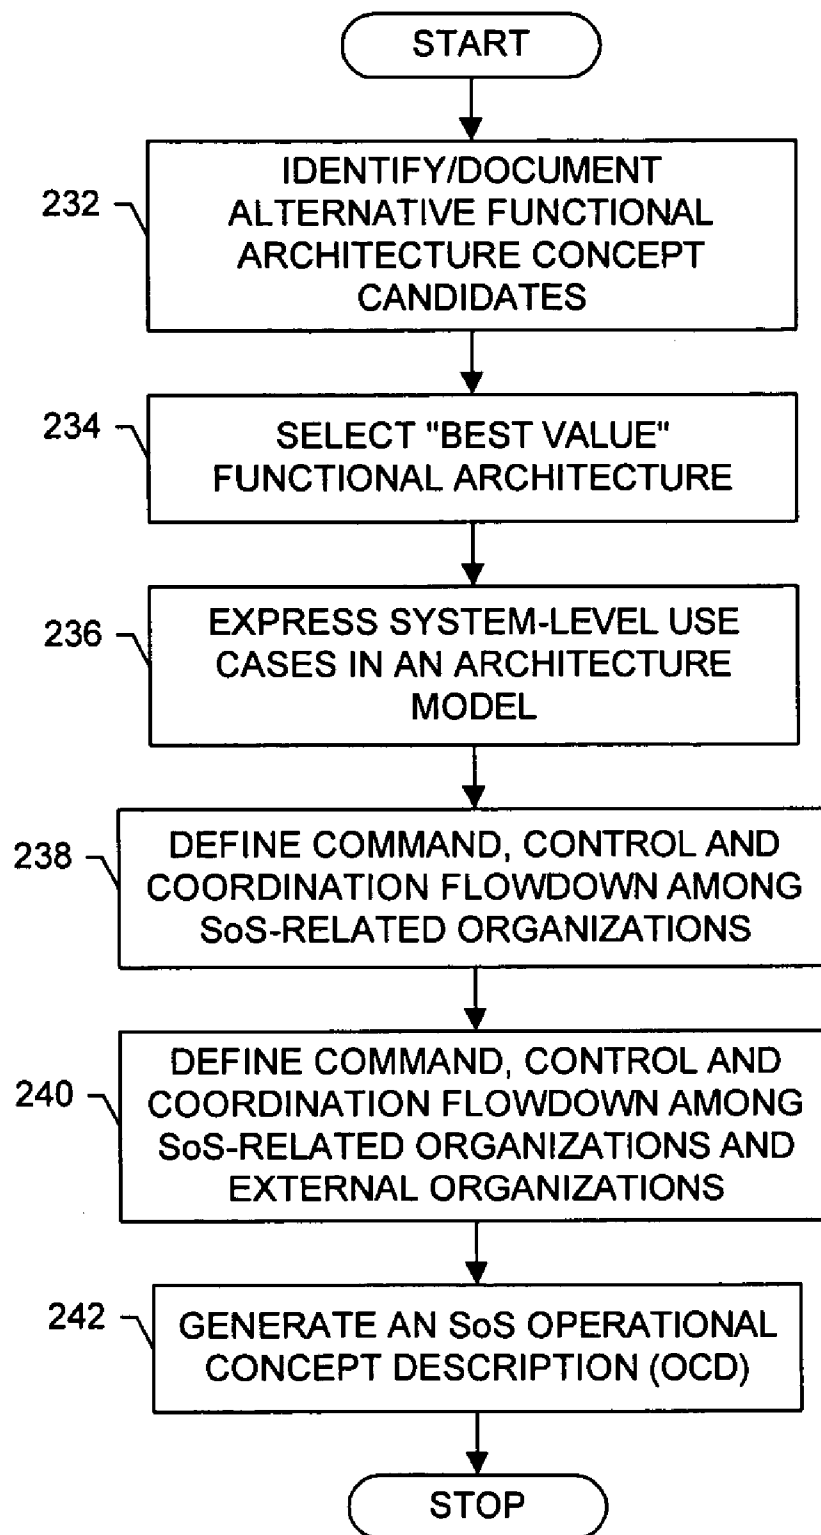 START
232
IDENTIFY/DOCUMENT
ALTERNATIVE FUNCTIONAL
ARCHITECTURE CONCEPT
CANDIDATES
234
SELECT "BEST VALUE"
FUNCTIONAL ARCHITECTURE
236
EXPRESS SYSTEM-LEVEL USE
CASES IN AN ARCHITECTURE
MODEL
238
DEFINE COMMAND, CONTROL AND
COORDINATION FLOWDOWN AMONG
SoS-RELATED ORGANIZATIONS
240
DEFINE COMMAND, CONTROL AND
COORDINATION FLOWDOWN AMONG
SoS-RELATED ORGANIZATIONS AND
EXTERNAL ORGANIZATIONS
242
GENERATE AN SoS OPERATIONAL
CONCEPT DESCRIPTION (OCD)
STOP